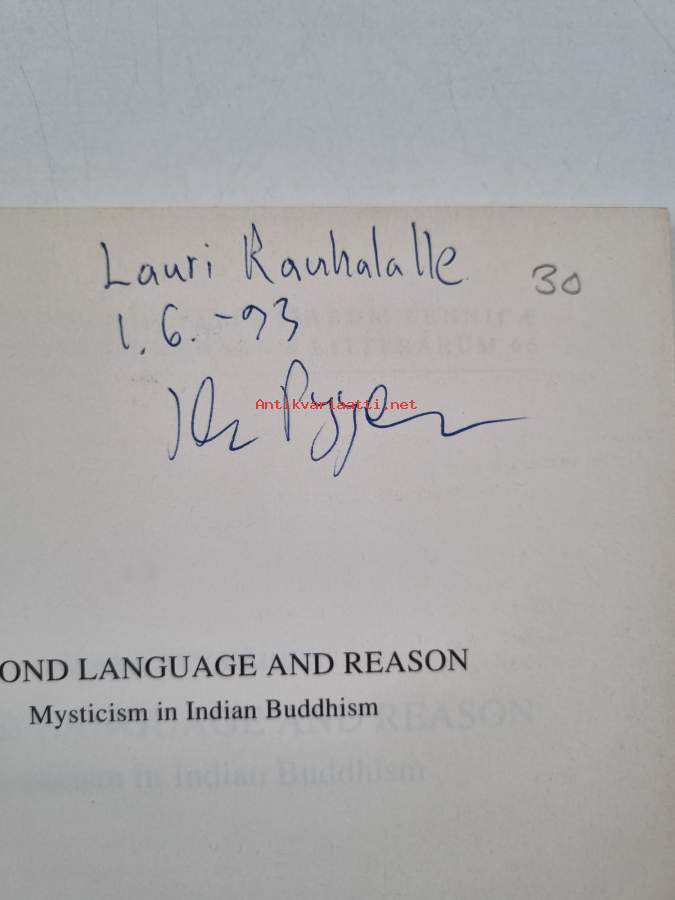 Lauri Rauhalalle
30
1.6.-93
Antikvariaatti.net
OND LANGUAGE AND REASON
Mysticism in Indian Buddhism